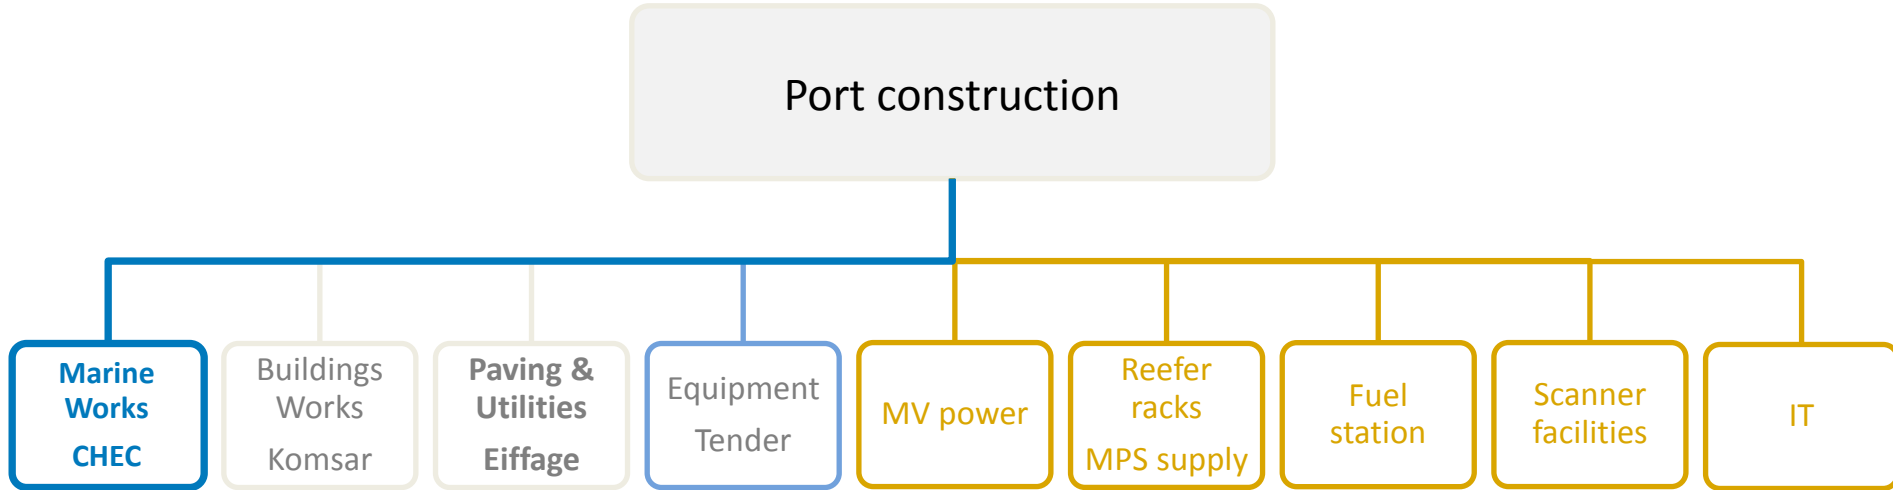 Port construction
Marine
Works
CHEC
Buildings
Works
Komsar
Paving &
Utilities
Eiffage
Equipment
Tender
MV power
Reefer
racks
MPS supply
Fuel
station
Scanner
facilities
IT